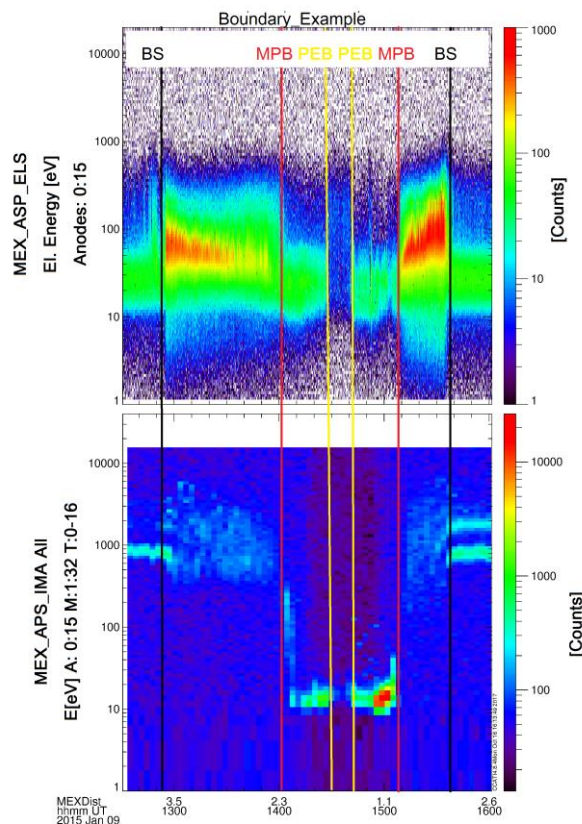 Boundary_Example
BS MPB PEB PEB MPB BS
MEX_ASP_ELS
El. Energy [eV]
Anodes: 0:15
10000
1000
100
10
1
1000
100
10
1
[Counts]
MEX_APS_IMA All
E[eV] A: 0:15 M:1:32 T:0-16
10000
1000
100
10
1
10000
1000
100
[Counts]
MEXDist_ 3.5 2.3 1.1 2.6
hhmm UT 1300 1400 1500 1600
2015 Jan 09